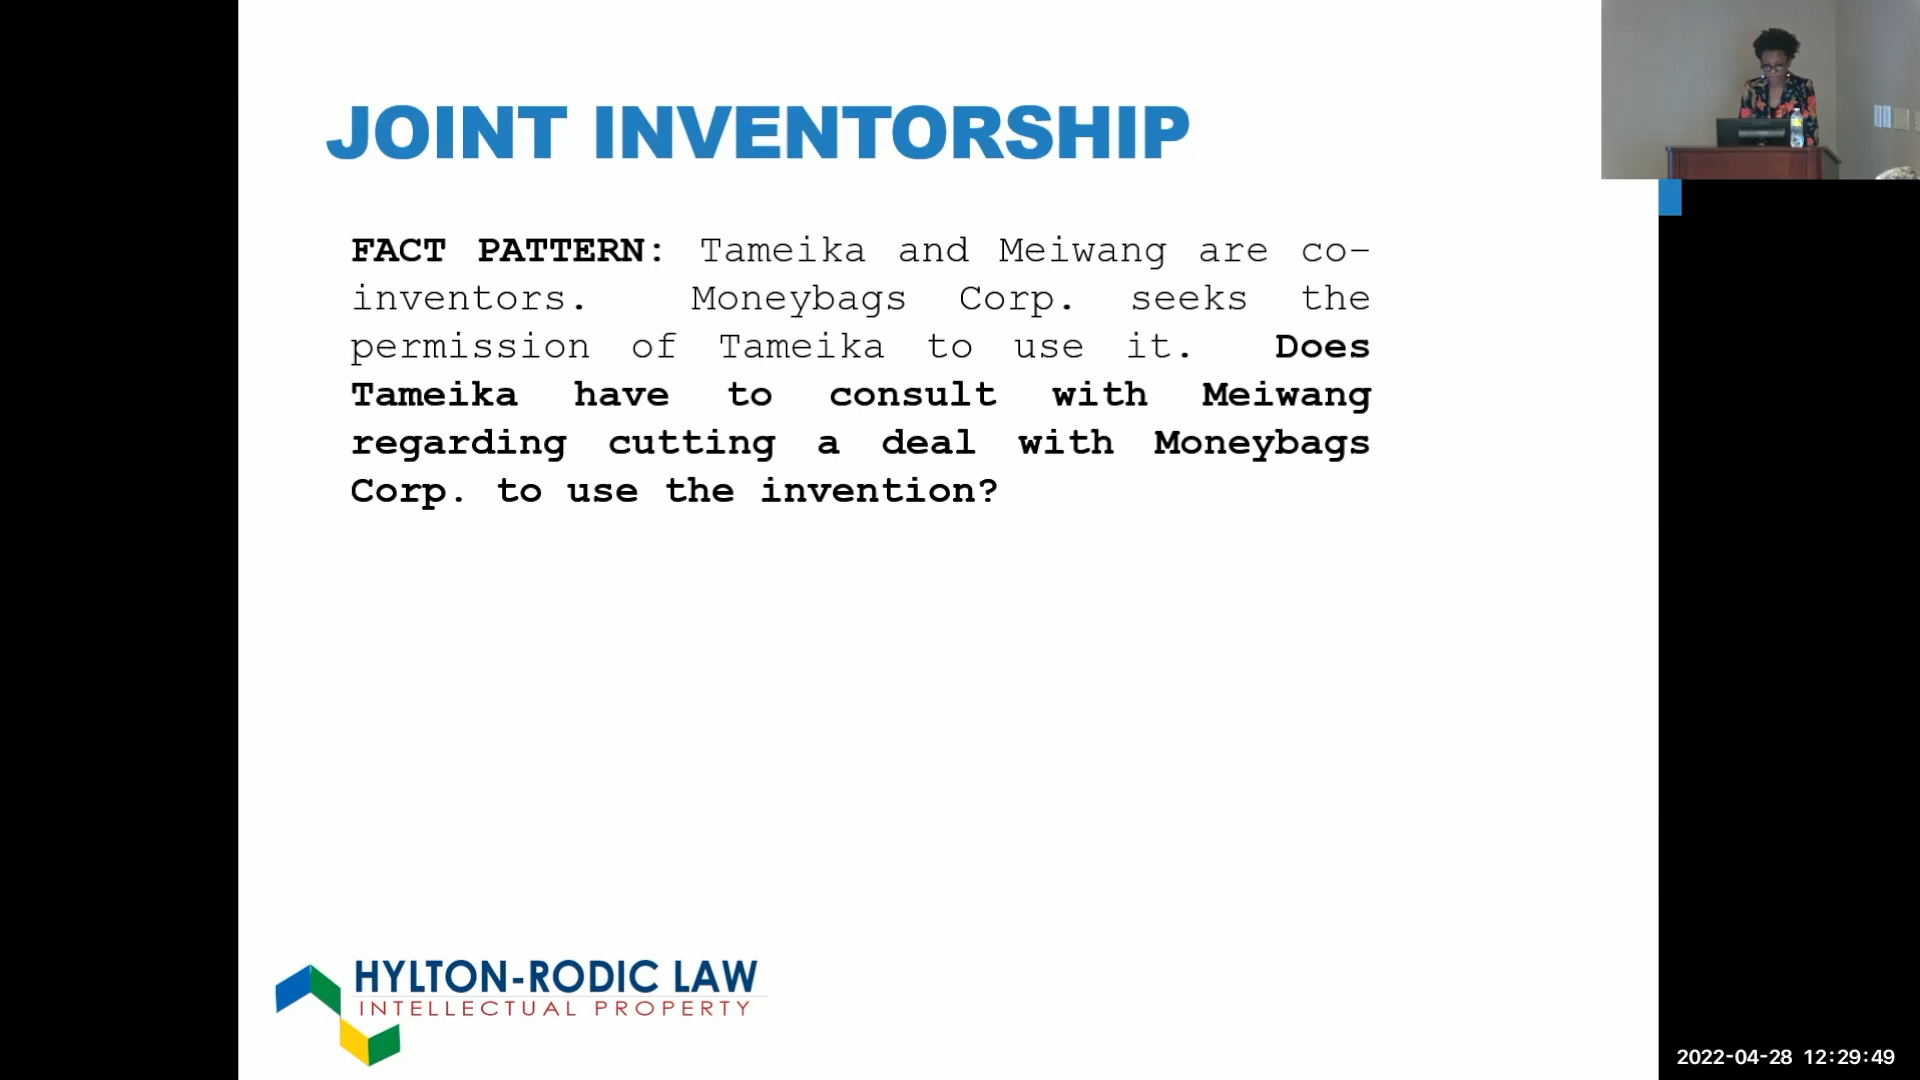 JOINT INVENTORSHIP
FACT PATTERN: Tameika and Meiwang are co-
inventors. Moneybags Corp. seeks the
permission of Tameika to use it. Does
Tameika have to consult with Meiwang
regarding cutting a deal with Moneybags
Corp. to use the invention?
HYLTON-RODIC LAW
INTELLECTUAL PROPERTY
2022-04-28 12:29:49